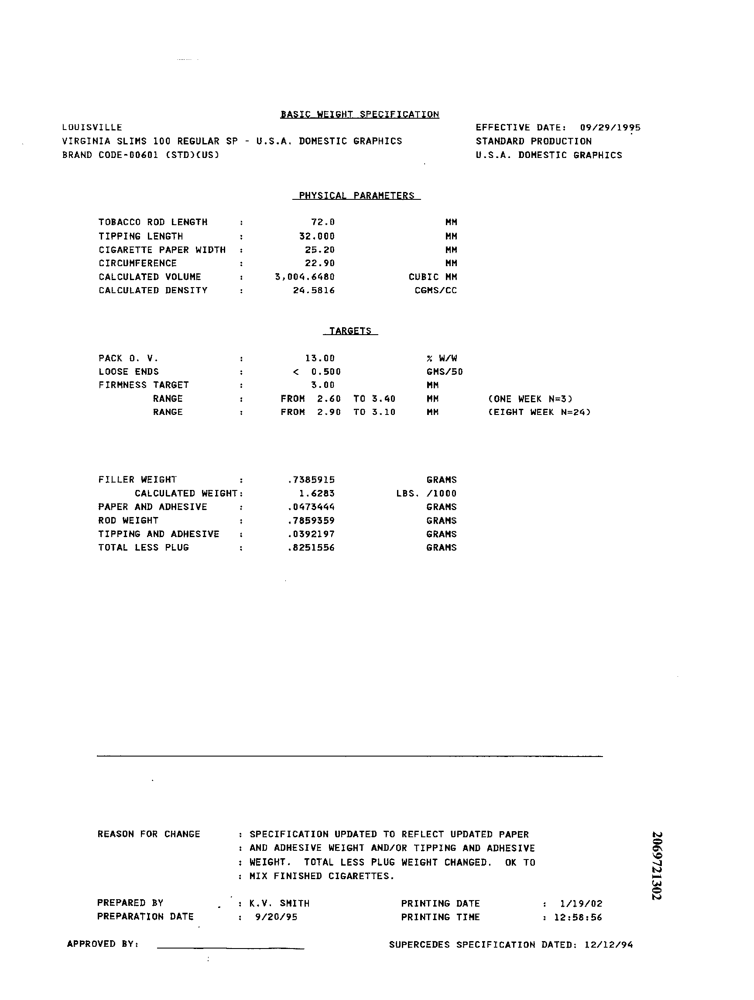 BASIC WEIGHT SPECIFICATION
LOUISVILLE EFFECTIVE DATE: 09/29/1995
VIRGINIA SLIMS 100 REGULAR SP - U.S.A. DOMESTIC GRAPHICS STANDARD PRODUCTION
BRAND CODE-00601 (STD)(US) U.S.A. DOMESTIC GRAPHICS
PHYSICAL PARAMETERS
TOBACCO ROD LENGTH : 72.0 MM
TIPPING LENGTH : 32.000 MM
CIGARETTE PAPER WIDTH : 25.20 MM
CIRCUMFERENCE : 22.90 MM
CALCULATED VOLUME : 3,004.6480 CUBIC MM
CALCULATED DENSITY : 24.5816 CGMS/CC
TARGETS
PACK O. V. : 13.00 % W/W
LOOSE ENDS : < 0.500 GMS/50
FIRMNESS TARGET : 3.00 MM
RANGE : FROM 2.60 TO 3.40 MM (ONE WEEK N=3)
RANGE : FROM 2.90 TO 3.10 MM (EIGHT WEEK N=24)
FILLER WEIGHT : .7385915 GRAMS
CALCULATED WEIGHT: 1.6283 LBS. /1000
PAPER AND ADHESIVE : .0473444 GRAMS
ROD WEIGHT : .7859359 GRAMS
TIPPING AND ADHESIVE : .0392197 GRAMS
TOTAL LESS PLUG : .8251556 GRAMS
REASON FOR CHANGE : SPECIFICATION UPDATED TO REFLECT UPDATED PAPER
: AND ADHESIVE WEIGHT AND/OR TIPPING AND ADHESIVE
: WEIGHT. TOTAL LESS PLUG WEIGHT CHANGED. OK TO
: MIX FINISHED CIGARETTES.
PREPARED BY : K.V. SMITH PRINTING DATE : 1/19/02
PREPARATION DATE : 9/20/95 PRINTING TIME : 12:58:56
APPROVED BY: SUPERCEDES SPECIFICATION DATED: 12/12/94
2069721302